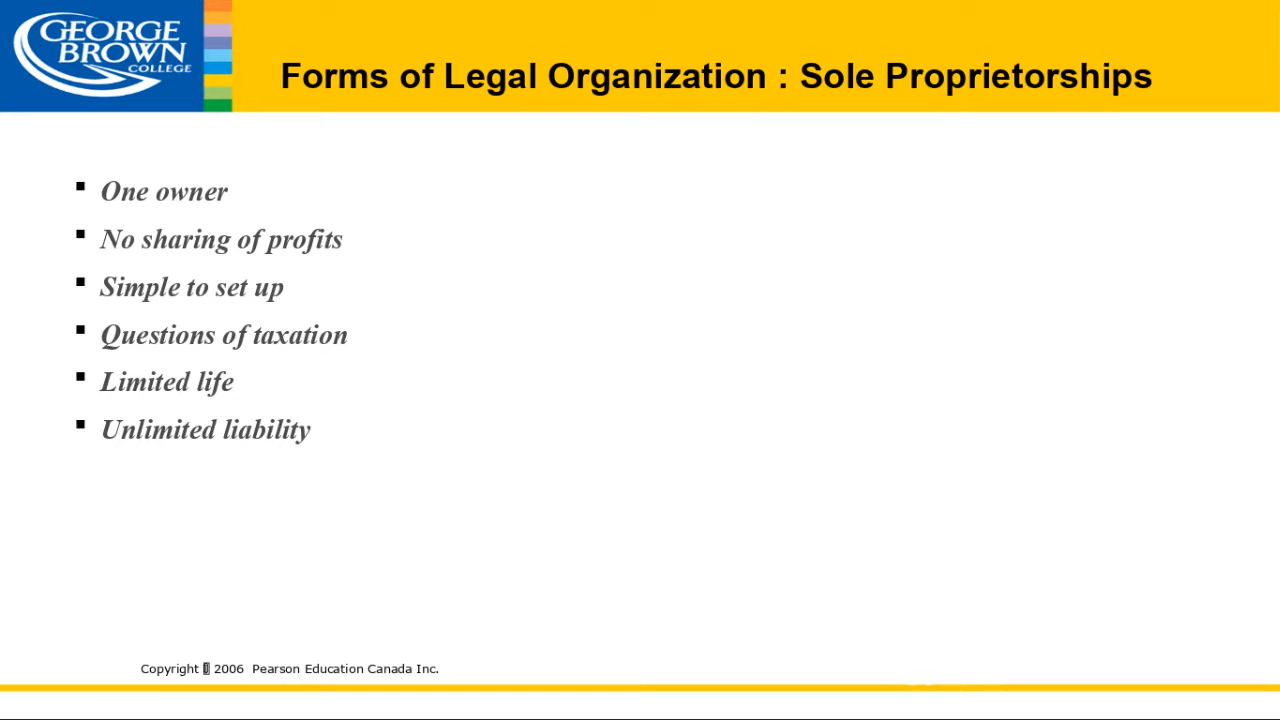 GEORGE
BROWN
COLLEGE
Forms of Legal Organization : Sole Proprietorships
One owner
No sharing of profits
Simple to set up
Questions of taxation
Limited life
Unlimited liability
Copyright 2006 Pearson Education Canada Inc.